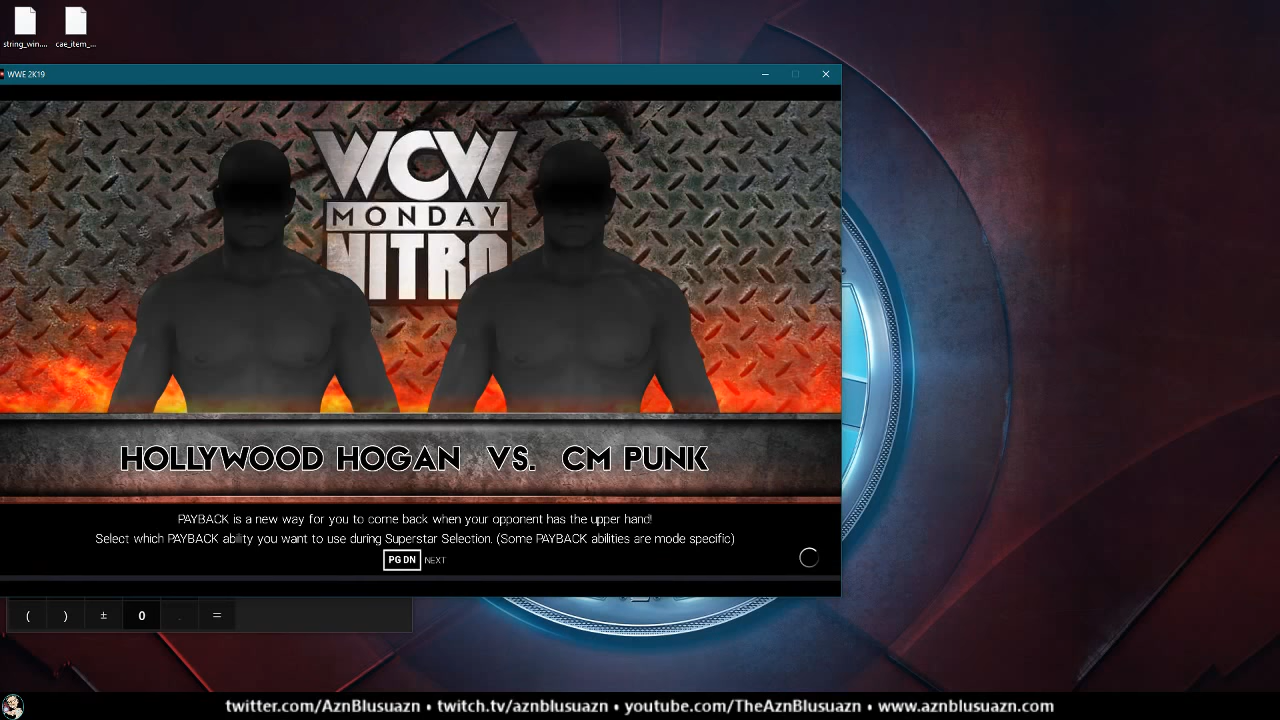 string_win....
cae_item_...
WWE 2K19
WCW
MONDAY
NITRO
HOLLYWOOD HOGAN VS. CM PUNK
PAYBACK is a new way for you to come back when your opponent has the upper hand!
Select which PAYBACK ability you want to use during Superstar Selection. (Some PAYBACK abilities are mode specific)
PG DN NEXT
( ) ± 0 . =
twitter.com/AznBlusuazn • twitch.tv/aznblusuazn • youtube.com/TheAznBlusuazn • www.aznblusuazn.com